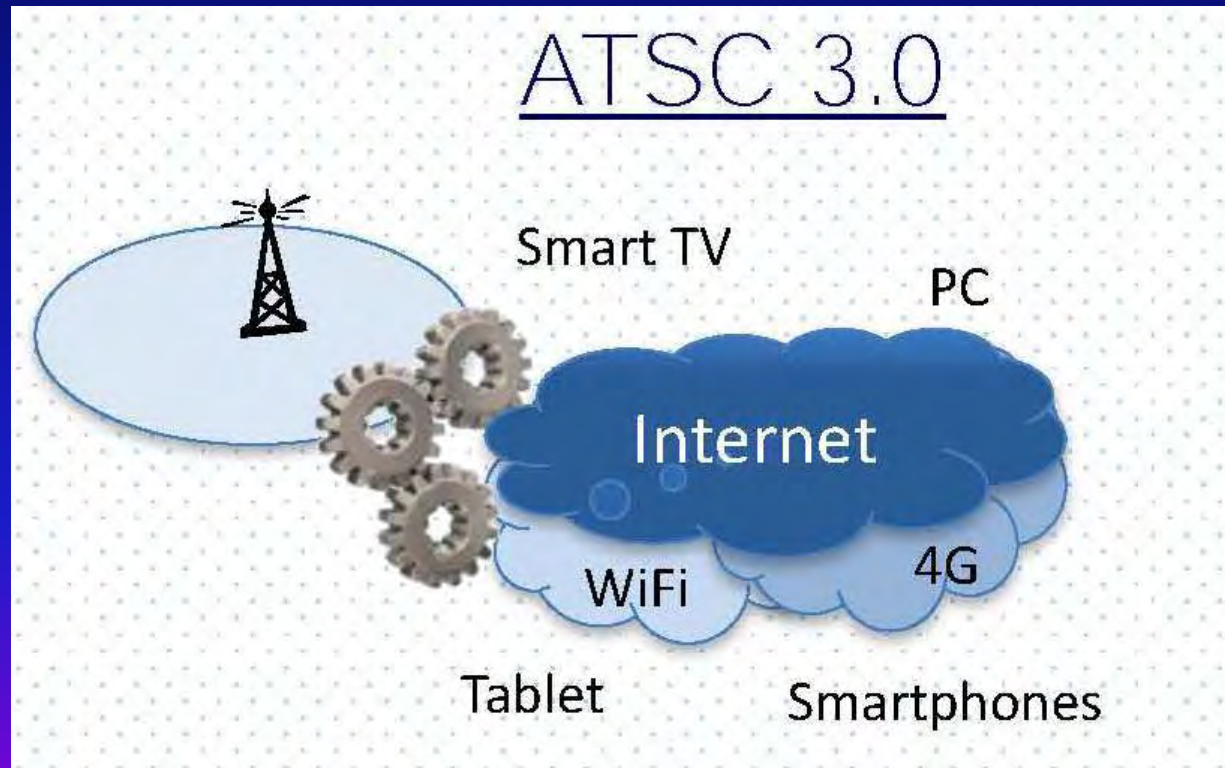 ATSC 3.0
Smart TV
PC
Internet
WiFi
4G
Tablet
Smartphones